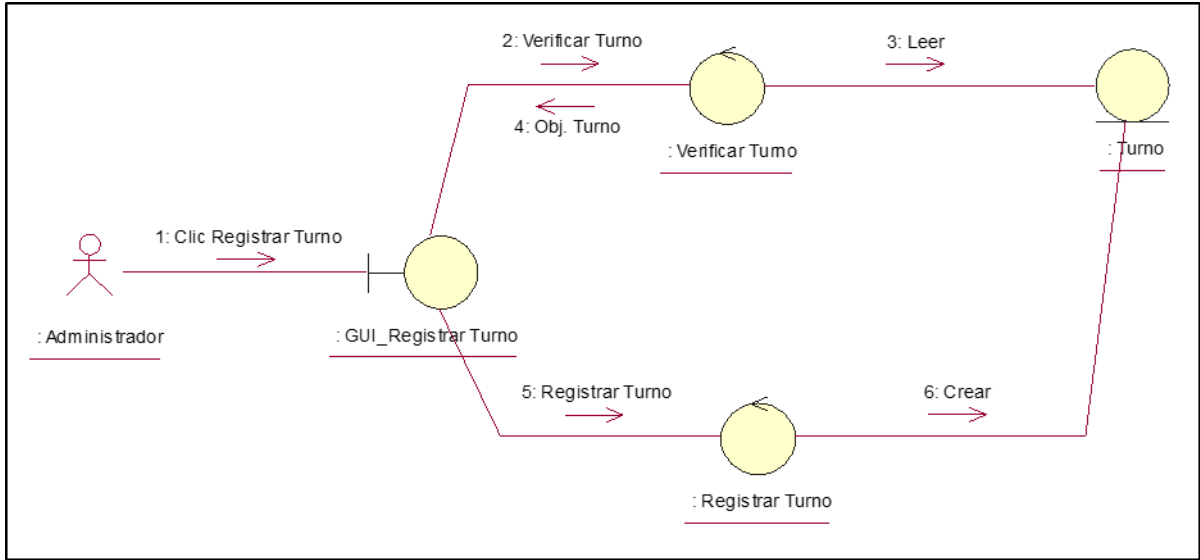 2: Verificar Turno
3: Leer
4: Obj. Turno
: Verificar Turno
: Turno
1: Clic Registrar Turno
: Administrador
: GUI_Registrar Turno
5: Registrar Turno
6: Crear
: Registrar Turno